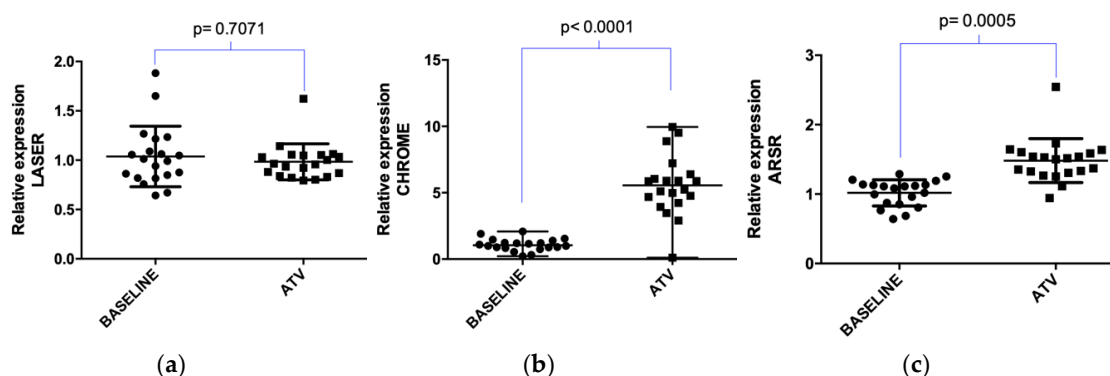 p= 0.7071
Relative expression
LASER
2.0
1.5
1.0
0.5
0.0
BASELINE
ATV
(a)
p< 0.0001
Relative expression
CHROME
15
10
5
0
BASELINE
ATV
(b)
p= 0.0005
Relative expression
ARSR
3
2
1
0
BASELINE
ATV
(c)